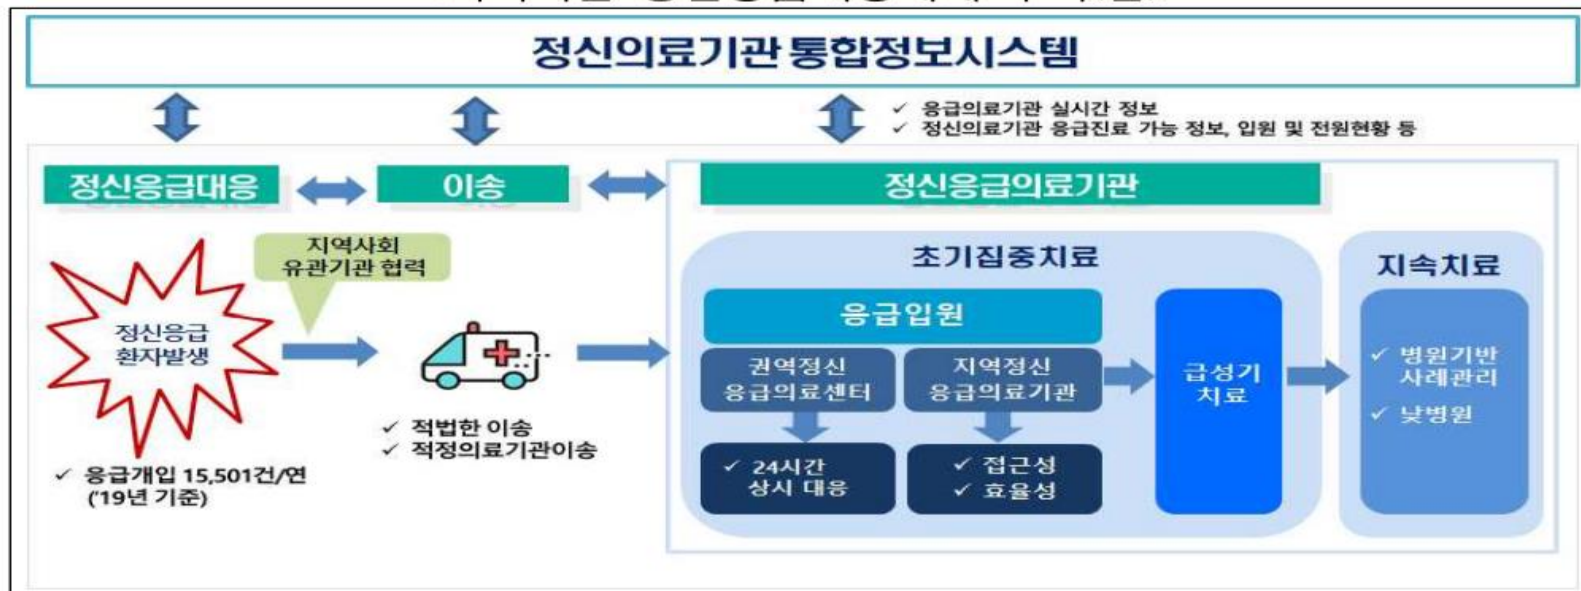 정신의료기관 통합정보시스템
✓ 응급의료기관 실시간 정보
✓ 정신의료기관 응급진료 가능 정보, 입원 및 전원현황 등
정신응급대응
이송
정신응급의료기관
지역사회
유관기관 협력
정신응급
환자발생
✓ 응급개입 15,501건/연
('19년 기준)
✓ 적법한 이송
✓ 적정의료기관이송
초기집중치료
응급입원
권역정신
응급의료센터
지역정신
응급의료기관
✓ 24시간
상시 대응
✓ 접근성
✓ 효율성
급성기
치료
지속치료
✓ 병원기반
사례관리
✓ 낮병원